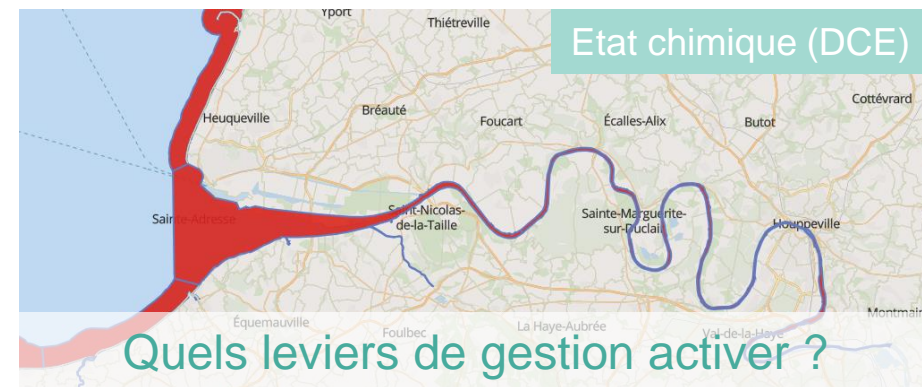 Yport
Thiétreville
Etat chimique (DCE)
Cottévrard
Bréauté
Heuqueville
Foucart
Écalles-Alix
Butot
Sainte-Adresse
Saint-Nicolas-
de-la-Taille
Sainte-Marguerite-
sur-Duclair
Houppeville
Montmain
Équemauville
Foulbec
La Haye-Aubrée
Val-de-la-Haye
Quels leviers de gestion activer ?